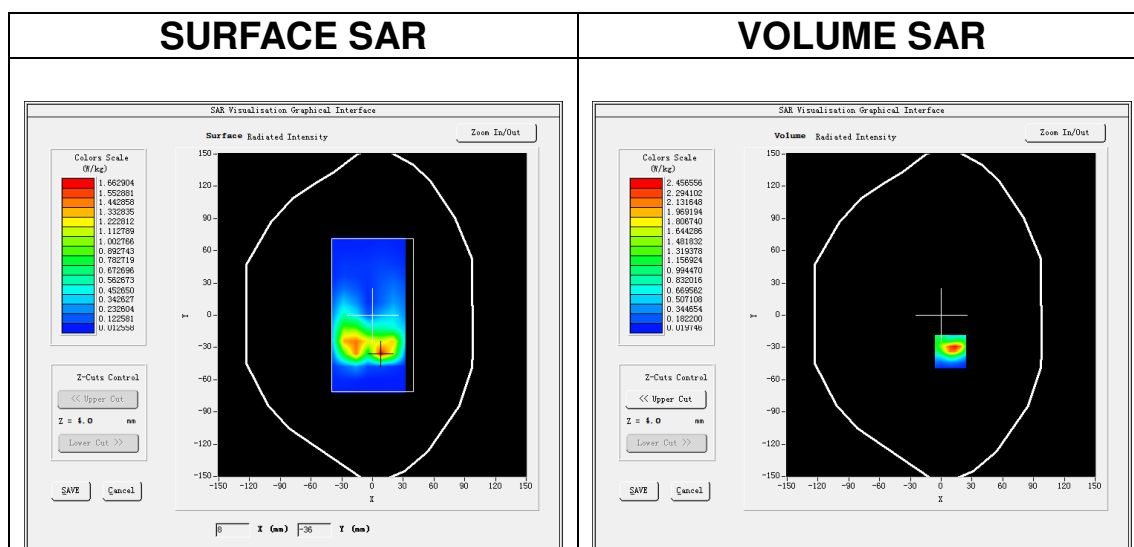 SURFACE SAR
SAR Visualisation Graphical Interface
Surface Radiated Intensity
Zoom In/Out
Colors Scale
(W/kg)
1.662904
1.552881
1.442858
1.332835
1.222812
1.112789
1.002766
0.892743
0.782719
0.672696
0.562673
0.452650
0.342627
0.232604
0.122581
0.012558
Z-Cuts Control
<< Upper Cut
Z = 4.0 mm
Lower Cut >>
SAVE Cancel
150
120
90
60
30
0
-30
-60
-90
-120
-150
Y
-150 -120 -90 -60 -30 0 30 60 90 120 150
X
8 X (mm) -36 Y (mm)
VOLUME SAR
SAR Visualisation Graphical Interface
Volume Radiated Intensity
Zoom In/Out
Colors Scale
(W/kg)
2.456556
2.294102
2.131648
1.969194
1.806740
1.644286
1.481832
1.319378
1.156924
0.994470
0.832016
0.669562
0.507108
0.344654
0.182200
0.019746
Z-Cuts Control
<< Upper Cut
Z = 4.0 mm
Lower Cut >>
SAVE Cancel
150
120
90
60
30
0
-30
-60
-90
-120
-150
Y
-150 -120 -90 -60 -30 0 30 60 90 120 150
X